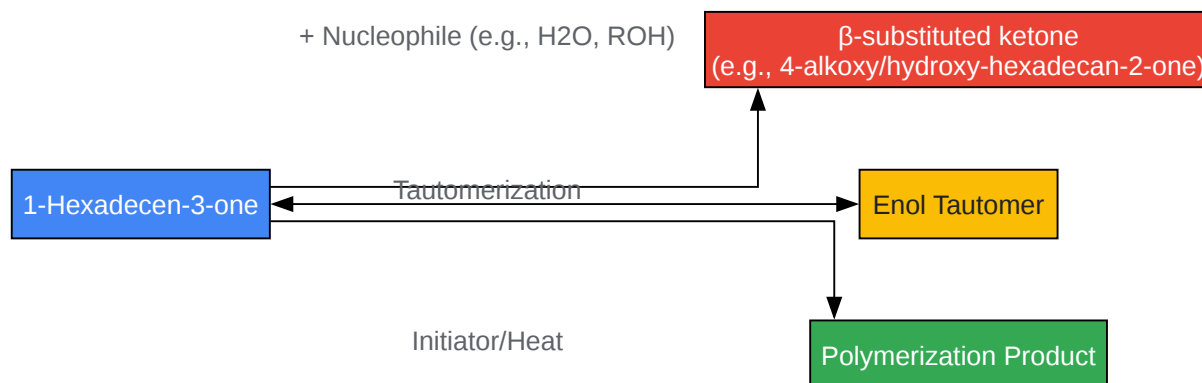 + Nucleophile (e.g., H2O, ROH)
β-substituted ketone
(e.g., 4-alkoxy/hydroxy-hexadecan-2-one)
1-Hexadecen-3-one
Tautomerization
Enol Tautomer
Initiator/Heat
Polymerization Product